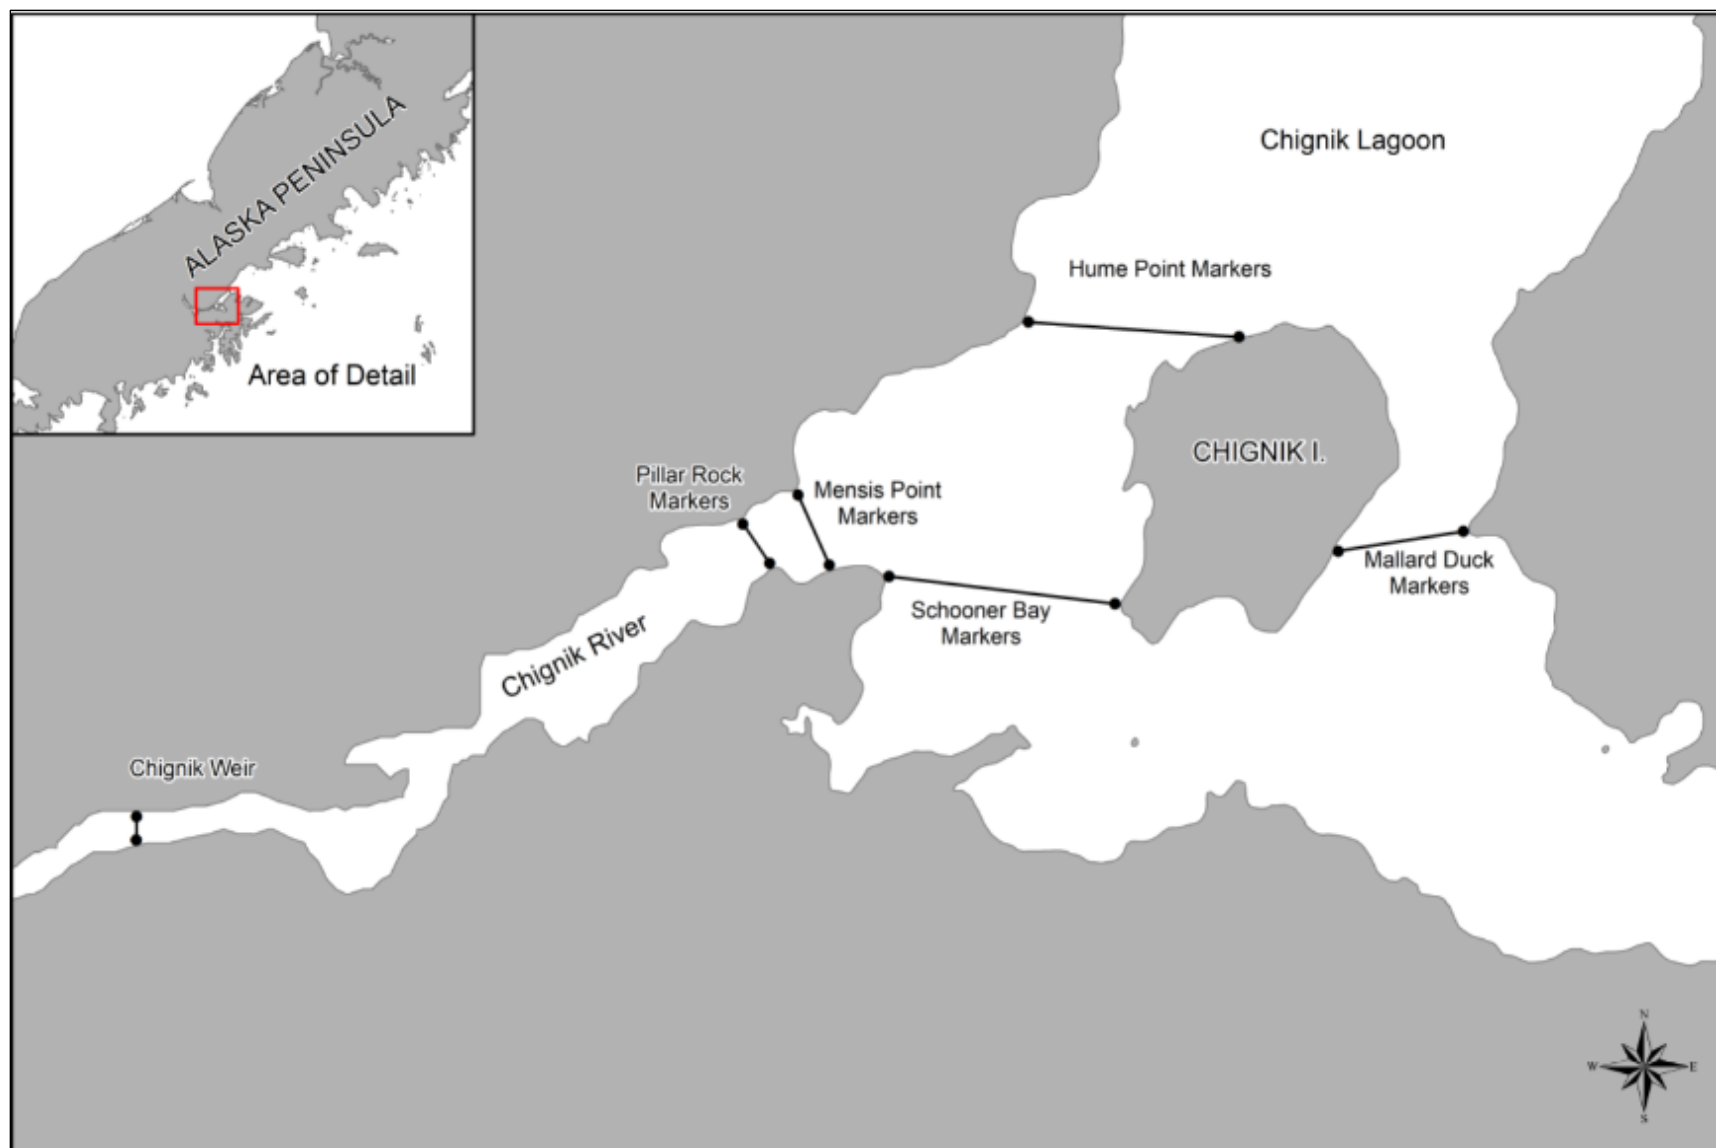 ALASKA PENINSULA
Area of Detail
Chignik Lagoon
Hume Point Markers
CHIGNIK I.
Pillar Rock
Markers
Mensis Point
Markers
Mallard Duck
Markers
Schooner Bay
Markers
Chignik River
Chignik Weir
N
W
E
S